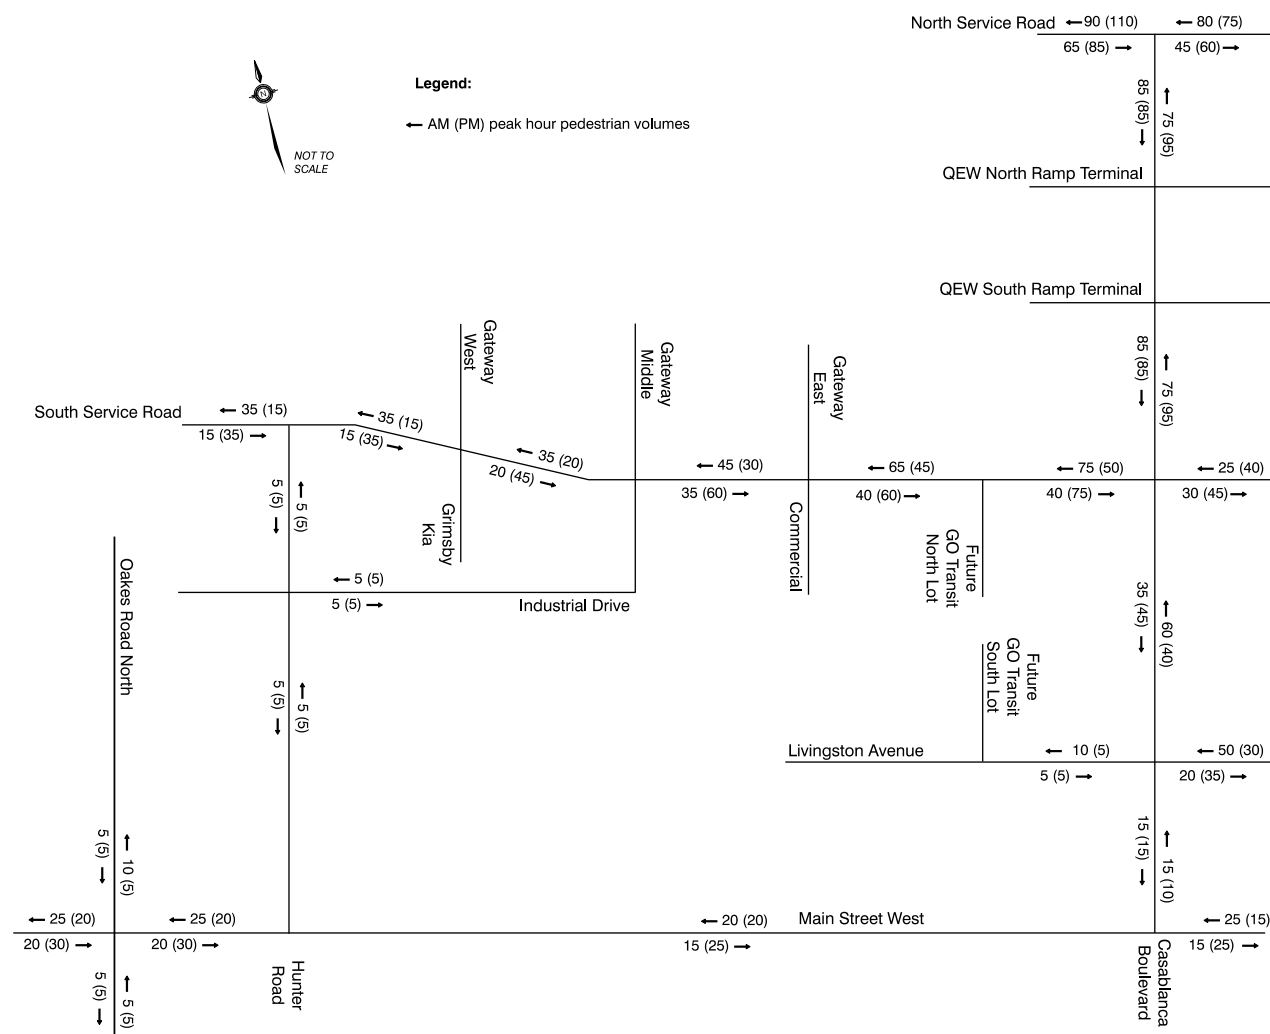 North Service Road
90 (110)
80 (75)
65 (85)
45 (60)
Legend:
AM (PM) peak hour pedestrian volumes
N
NOT TO
SCALE
85 (85)
75 (95)
QEW North Ramp Terminal
QEW South Ramp Terminal
85 (85)
75 (95)
Gateway
West
Gateway
Middle
Gateway
East
South Service Road
35 (15)
15 (35)
35 (15)
15 (35)
35 (20)
20 (45)
45 (30)
35 (60)
65 (45)
40 (60)
75 (50)
40 (75)
25 (40)
30 (45)
5 (5)
5 (5)
Grimsby
Kia
Commercial
Future
GO Transit
North Lot
Oakes Road North
5 (5)
5 (5)
Industrial Drive
35 (45)
60 (40)
Future
GO Transit
South Lot
5 (5)
5 (5)
Livingston Avenue
10 (5)
5 (5)
50 (30)
20 (35)
5 (5)
10 (5)
15 (15)
15 (10)
25 (20)
20 (30)
25 (20)
20 (30)
20 (20)
15 (25)
Main Street West
25 (15)
15 (25)
5 (5)
5 (5)
Hunter
Road
Casablanca
Boulevard